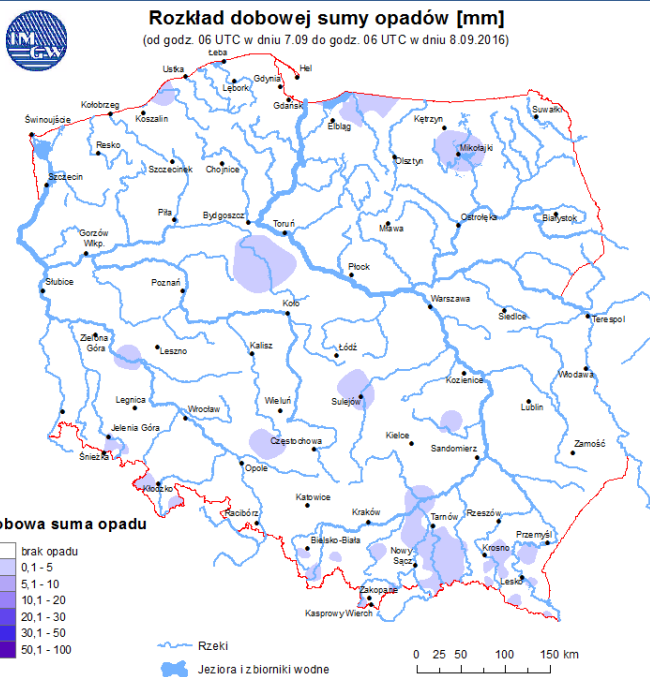 Rozkład dobowej sumy opadów [mm]
(od godz. 06 UTC w dniu 7.09 do godz. 06 UTC w dniu 8.09.2016)
IM
GW
Łeba
Ustka
Hel
Gdynia
Lębork
Gdańsk
Kołobrzeg
Koszalin
Suwałki
Świnoujście
Elbląg
Kętrzyn
Resko
Mikołajki
Olsztyn
Szczecinek
Chojnice
Szczecin
Piła
Bydgoszcz
Ostrołęka
Białystok
Toruń
Mława
Gorzów
Wlkp.
Płock
Słubice
Poznań
Koło
Warszawa
Siedlce
Terespol
Zielona
Góra
Leszno
Kalisz
Łódź
Włodawa
Kozienice
Legnica
Wrocław
Wieluń
Sulejów
Lublin
Jelenia Góra
Częstochowa
Kielce
Sandomierz
Zamość
Śnieżka
Opole
Kłodzko
Katowice
Racibórz
Kraków
Tarnów
Rzeszów
Przemyśl
Bielsko-Biała
Nowy
Sącz
Krosno
Lesko
Zakopane
Kasprowy Wierch
obowa suma opadu
brak opadu
0,1 - 5
5,1 - 10
10,1 - 20
20,1 - 30
30,1 - 50
50,1 - 100
Rzeki
Jeziora i zbiorniki wodne
0 25 50 100 150 km